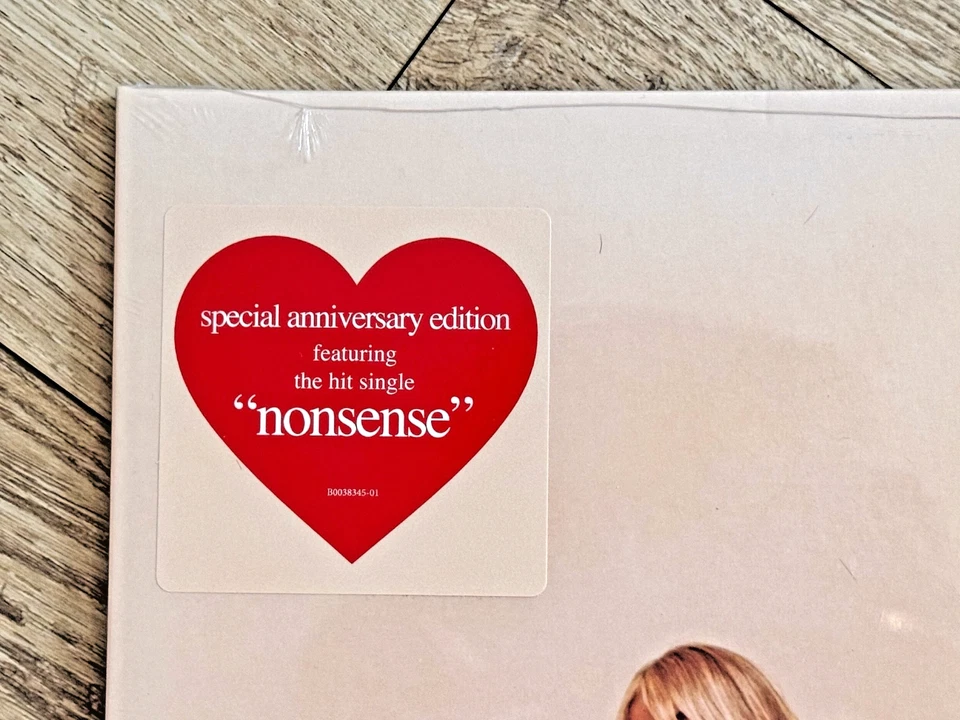 special anniversary edition
featuring
the hit single
“nonsense”
B0038345-01